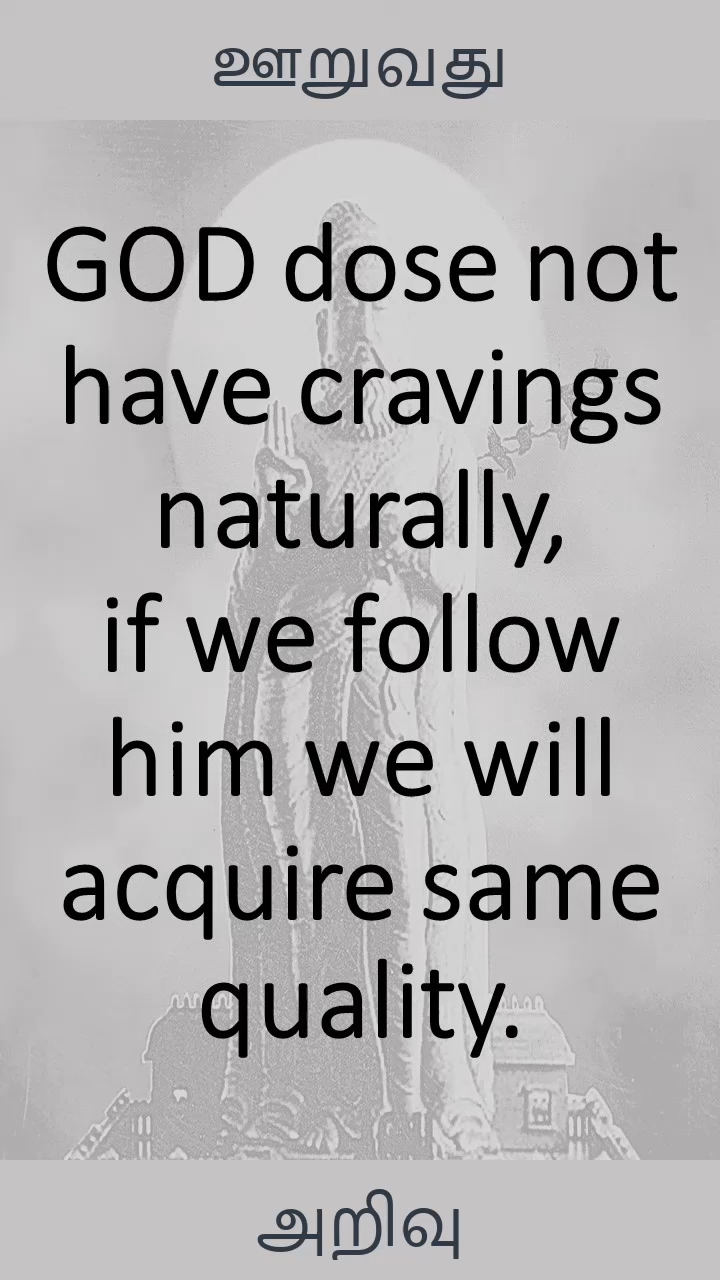 ஊறுவது
GOD dose not
have cravings
naturally,
if we follow
him we will
acquire same
quality.
அறிவு